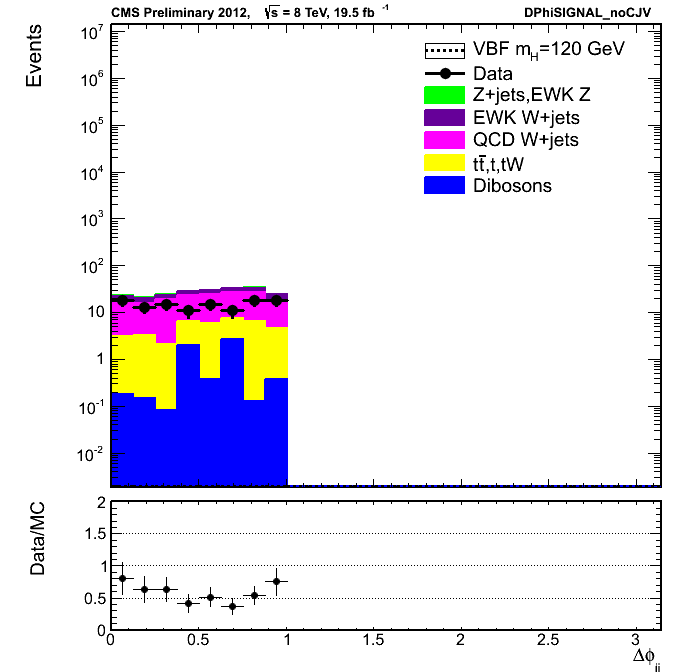 CMS Preliminary 2012, √s = 8 TeV, 19.5 fb⁻¹ DPhiSIGNAL_noCJV
Events
10⁷
10⁶
10⁵
10⁴
10³
10²
10
1
10⁻¹
10⁻²
VBF m_H=120 GeV
Data
Z+jets,EWK Z
EWK W+jets
QCD W+jets
tt̄,t,tW
Dibosons
Data/MC
2
1.5
1
0.5
0
0 0.5 1 1.5 2 2.5 3
Δϕ_jj